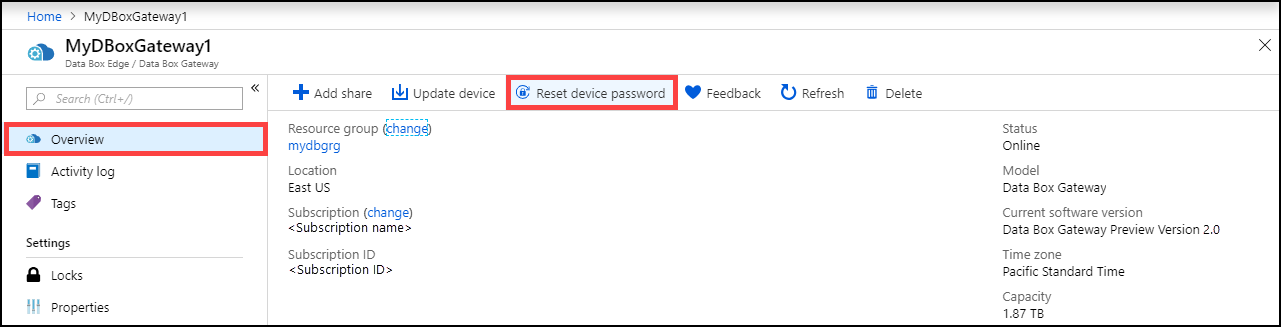 Home > MyDBoxGateway1
MyDBoxGateway1
Data Box Edge / Data Box Gateway
Search (Ctrl+/)
«
Overview
Activity log
Tags
Settings
Locks
Properties
Add share
Update device
Reset device password
Feedback
Refresh
Delete
Resource group (change)
mydbgrg
Location
East US
Subscription (change)
<Subscription name>
Subscription ID
<Subscription ID>
Status
Online
Model
Data Box Gateway
Current software version
Data Box Gateway Preview Version 2.0
Time zone
Pacific Standard Time
Capacity
1.87 TB